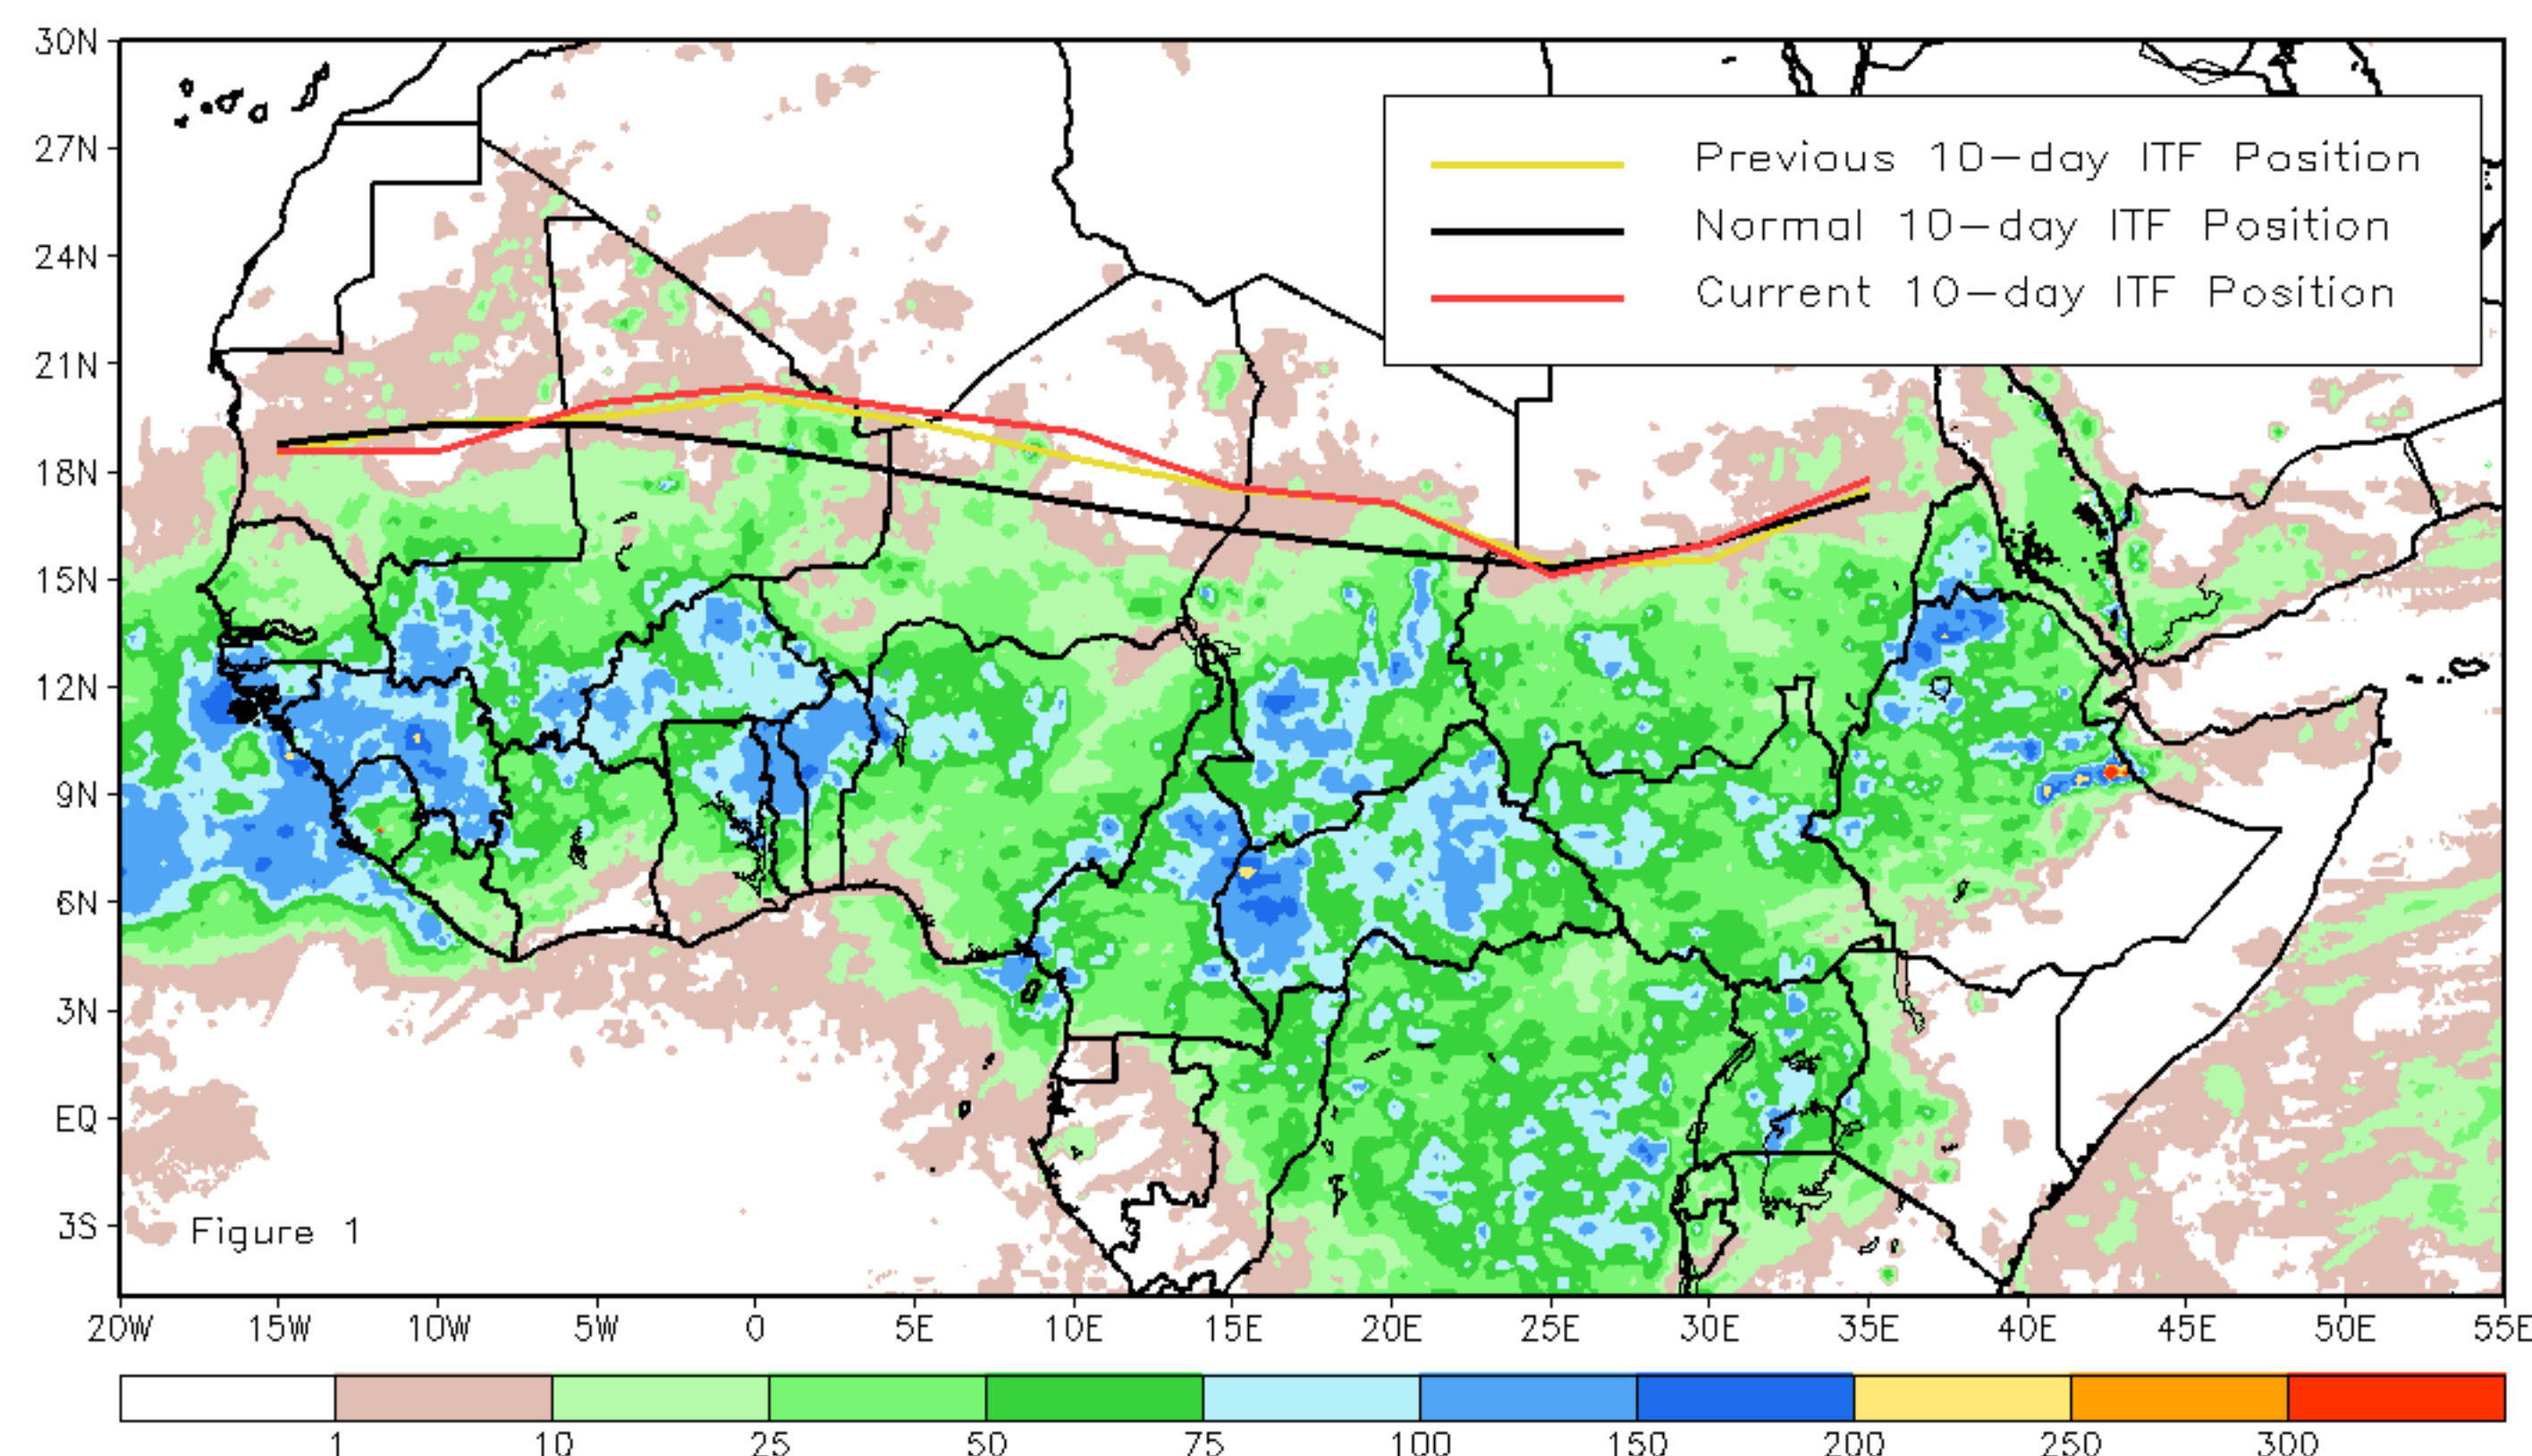 30N
27N
24N
21N
18N
15N
12N
9N
6N
3N
EQ
3S
Previous 10-day ITF Position
Normal 10-day ITF Position
Current 10-day ITF Position
Figure 1
20W 15W 10W 5W 0 5E 10E 15E 20E 25E 30E 35E 40E 45E 50E 55E
1 10 25 50 75 100 150 200 250 300